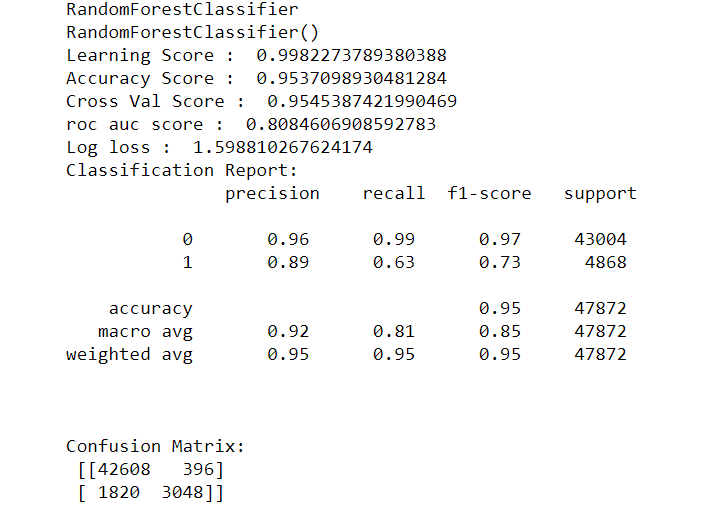 RandomForestClassifier
RandomForestClassifier()
Learning Score :  0.9982273789380388
Accuracy Score :  0.9537098930481284
Cross Val Score :  0.9545387421990469
roc auc score :  0.8084606908592783
Log loss :  1.598810267624174
Classification Report:
               precision    recall  f1-score   support

           0       0.96      0.99      0.97     43004
           1       0.89      0.63      0.73      4868

    accuracy                           0.95     47872
   macro avg       0.92      0.81      0.85     47872
weighted avg       0.95      0.95      0.95     47872

Confusion Matrix:
 [[42608   396]
 [ 1820  3048]]